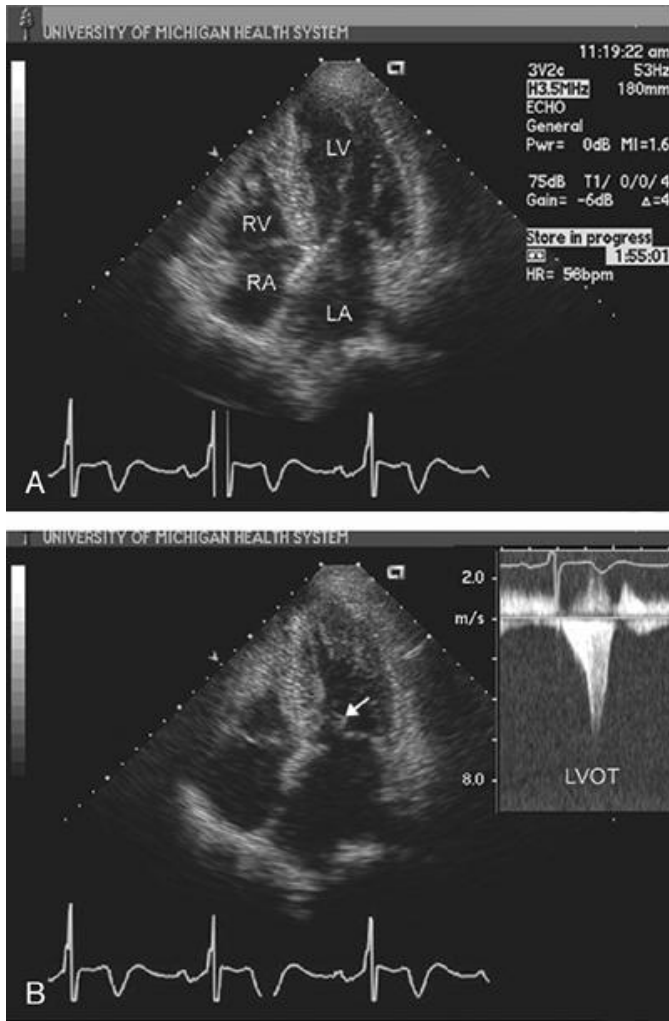 UNIVERSITY OF MICHIGAN HEALTH SYSTEM
11:19:22 am
3V2c 53Hz
H3.5MHz 180mm
ECHO
General
Pwr= 0dB MI=1.6
75dB T1/ 0/0/4
Gain= -6dB Δ=4
Store in progress
1:55:01
HR= 56bpm
LV
RV
RA
LA
A
UNIVERSITY OF MICHIGAN HEALTH SYSTEM
2.0
m/s
8.0
LVOT
B